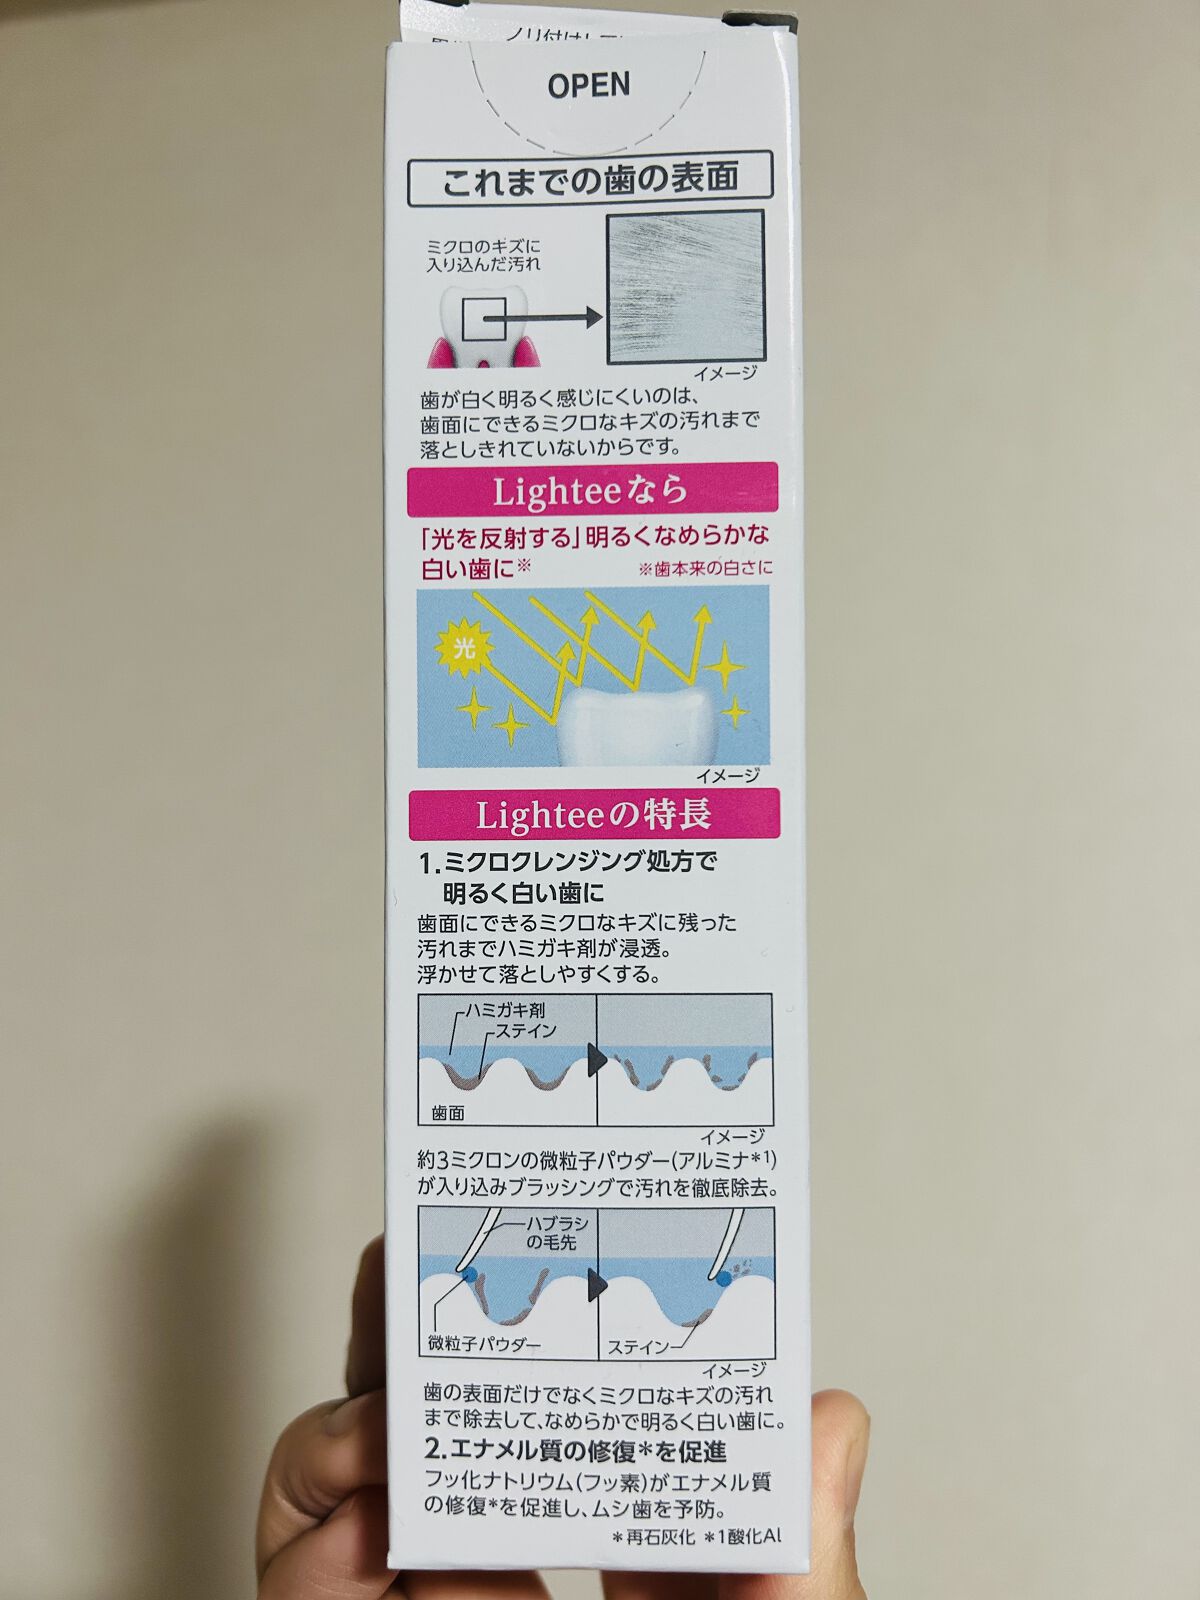 OPEN
これまでの歯の表面
ミクロのキズに
入り込んだ汚れ
イメージ
歯が白く明るく感じにくいのは、
歯面にできるミクロなキズの汚れまで
落としきれていないからです。
Lighteeなら
「光を反射する」明るくなめらかな
白い歯に※
※歯本来の白さに
光
イメージ
Lighteeの特長
1.ミクロクレンジング処方で
明るく白い歯に
歯面にできるミクロなキズに残った
汚れまでハミガキ剤が浸透。
浮かせて落としやすくする。
ハミガキ剤
ステイン
歯面
イメージ
約3ミクロンの微粒子パウダー(アルミナ*1)
が入り込みブラッシングで汚れを徹底除去。
ハブラシ
の毛先
微粒子パウダー
ステイン
イメージ
歯の表面だけでなくミクロなキズの汚れ
まで除去して、なめらかで明るく白い歯に。
2.エナメル質の修復*を促進
フッ化ナトリウム(フッ素)がエナメル質
の修復*を促進し、ムシ歯を予防。
*再石灰化 *1酸化Al